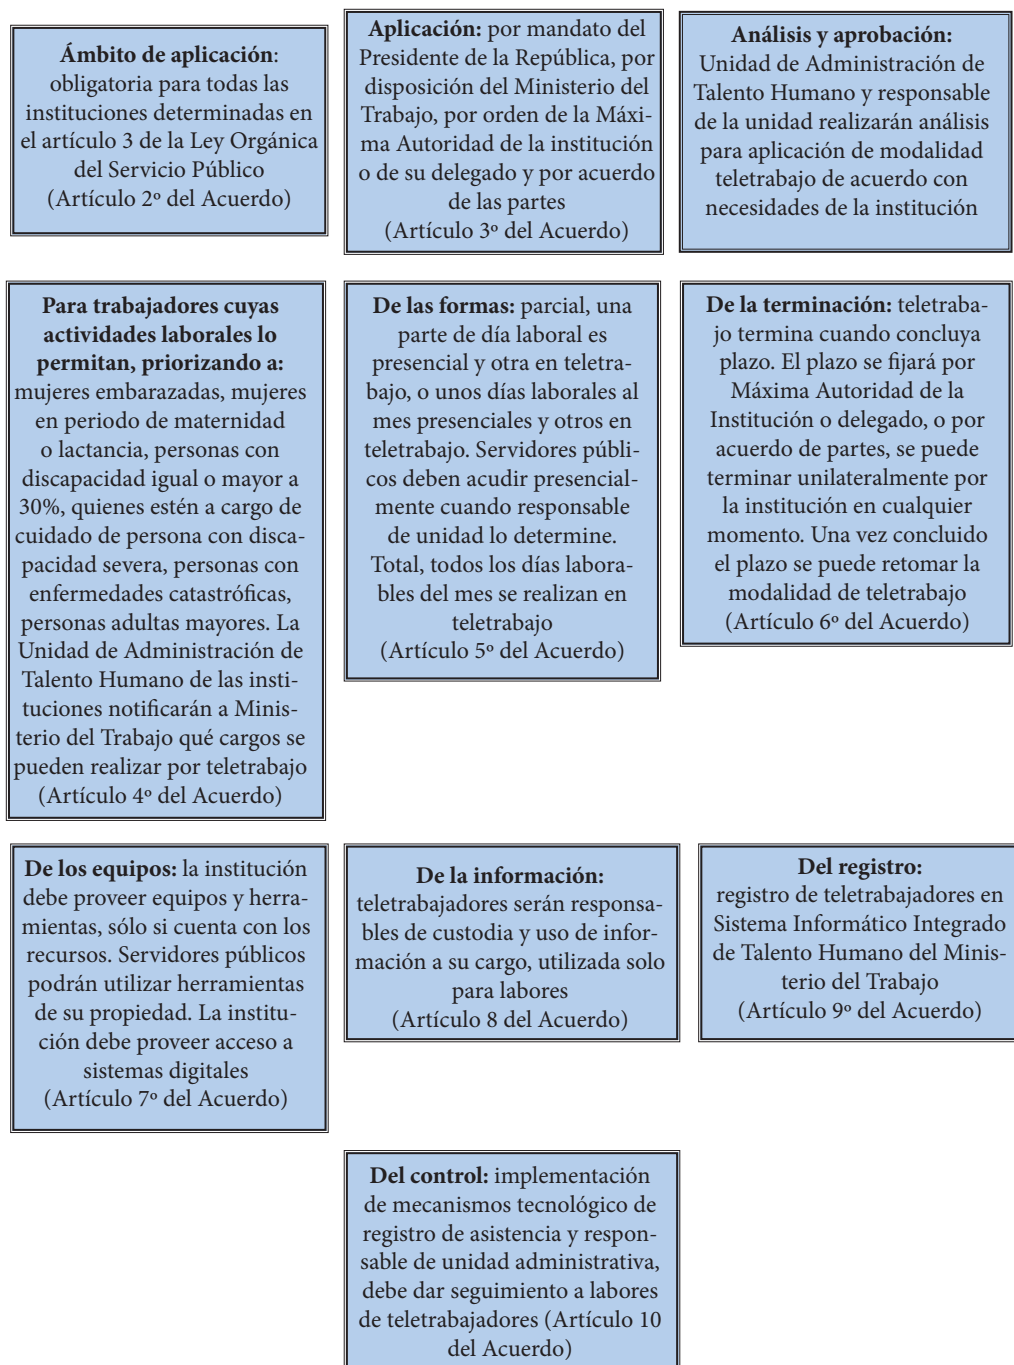 Ámbito de aplicación:
obligatoria para todas las
instituciones determinadas en
el artículo 3 de la Ley Orgánica
del Servicio Público
(Artículo 2º del Acuerdo)
Aplicación: por mandato del
Presidente de la República, por
disposición del Ministerio del
Trabajo, por orden de la Máxi-
ma Autoridad de la institución
o de su delegado y por acuerdo
de las partes
(Artículo 3º del Acuerdo)
Análisis y aprobación:
Unidad de Administración de
Talento Humano y responsable
de la unidad realizarán análisis
para aplicación de modalidad
teletrabajo de acuerdo con
necesidades de la institución
Para trabajadores cuyas
actividades laborales lo
permitan, priorizando a:
mujeres embarazadas, mujeres
en periodo de maternidad
o lactancia, personas con
discapacidad igual o mayor a
30%, quienes estén a cargo de
cuidado de persona con disca-
pacidad severa, personas con
enfermedades catastróficas,
personas adultas mayores. La
Unidad de Administración de
Talento Humano de las insti-
tuciones notificarán a Minis-
terio del Trabajo qué cargos se
pueden realizar por teletrabajo
(Artículo 4º del Acuerdo)
De las formas: parcial, una
parte de día laboral es
presencial y otra en teletra-
bajo, o unos días laborales al
mes presenciales y otros en
teletrabajo. Servidores públi-
cos deben acudir presencial-
mente cuando responsable
de unidad lo determine.
Total, todos los días labora-
bles del mes se realizan en
teletrabajo
(Artículo 5º del Acuerdo)
De la terminación: teletraba-
jo termina cuando concluya
plazo. El plazo se fijará por
Máxima Autoridad de la
Institución o delegado, o por
acuerdo de partes, se puede
terminar unilateralmente por
la institución en cualquier
momento. Una vez concluido
el plazo se puede retomar la
modalidad de teletrabajo
(Artículo 6º del Acuerdo)
De los equipos: la institución
debe proveer equipos y herra-
mientas, sólo si cuenta con los
recursos. Servidores públicos
podrán utilizar herramientas
de su propiedad. La institu-
ción debe proveer acceso a
sistemas digitales
(Artículo 7º del Acuerdo)
De la información:
teletrabajadores serán responsa-
bles de custodia y uso de infor-
mación a su cargo, utilizada solo
para labores
(Artículo 8 del Acuerdo)
Del registro:
registro de teletrabajadores en
Sistema Informático Integrado
de Talento Humano del Minis-
terio del Trabajo
(Artículo 9º del Acuerdo)
Del control: implementación
de mecanismos tecnológico de
registro de asistencia y respon-
sable de unidad administrativa,
debe dar seguimiento a labores
de teletrabajadores (Artículo 10
del Acuerdo)